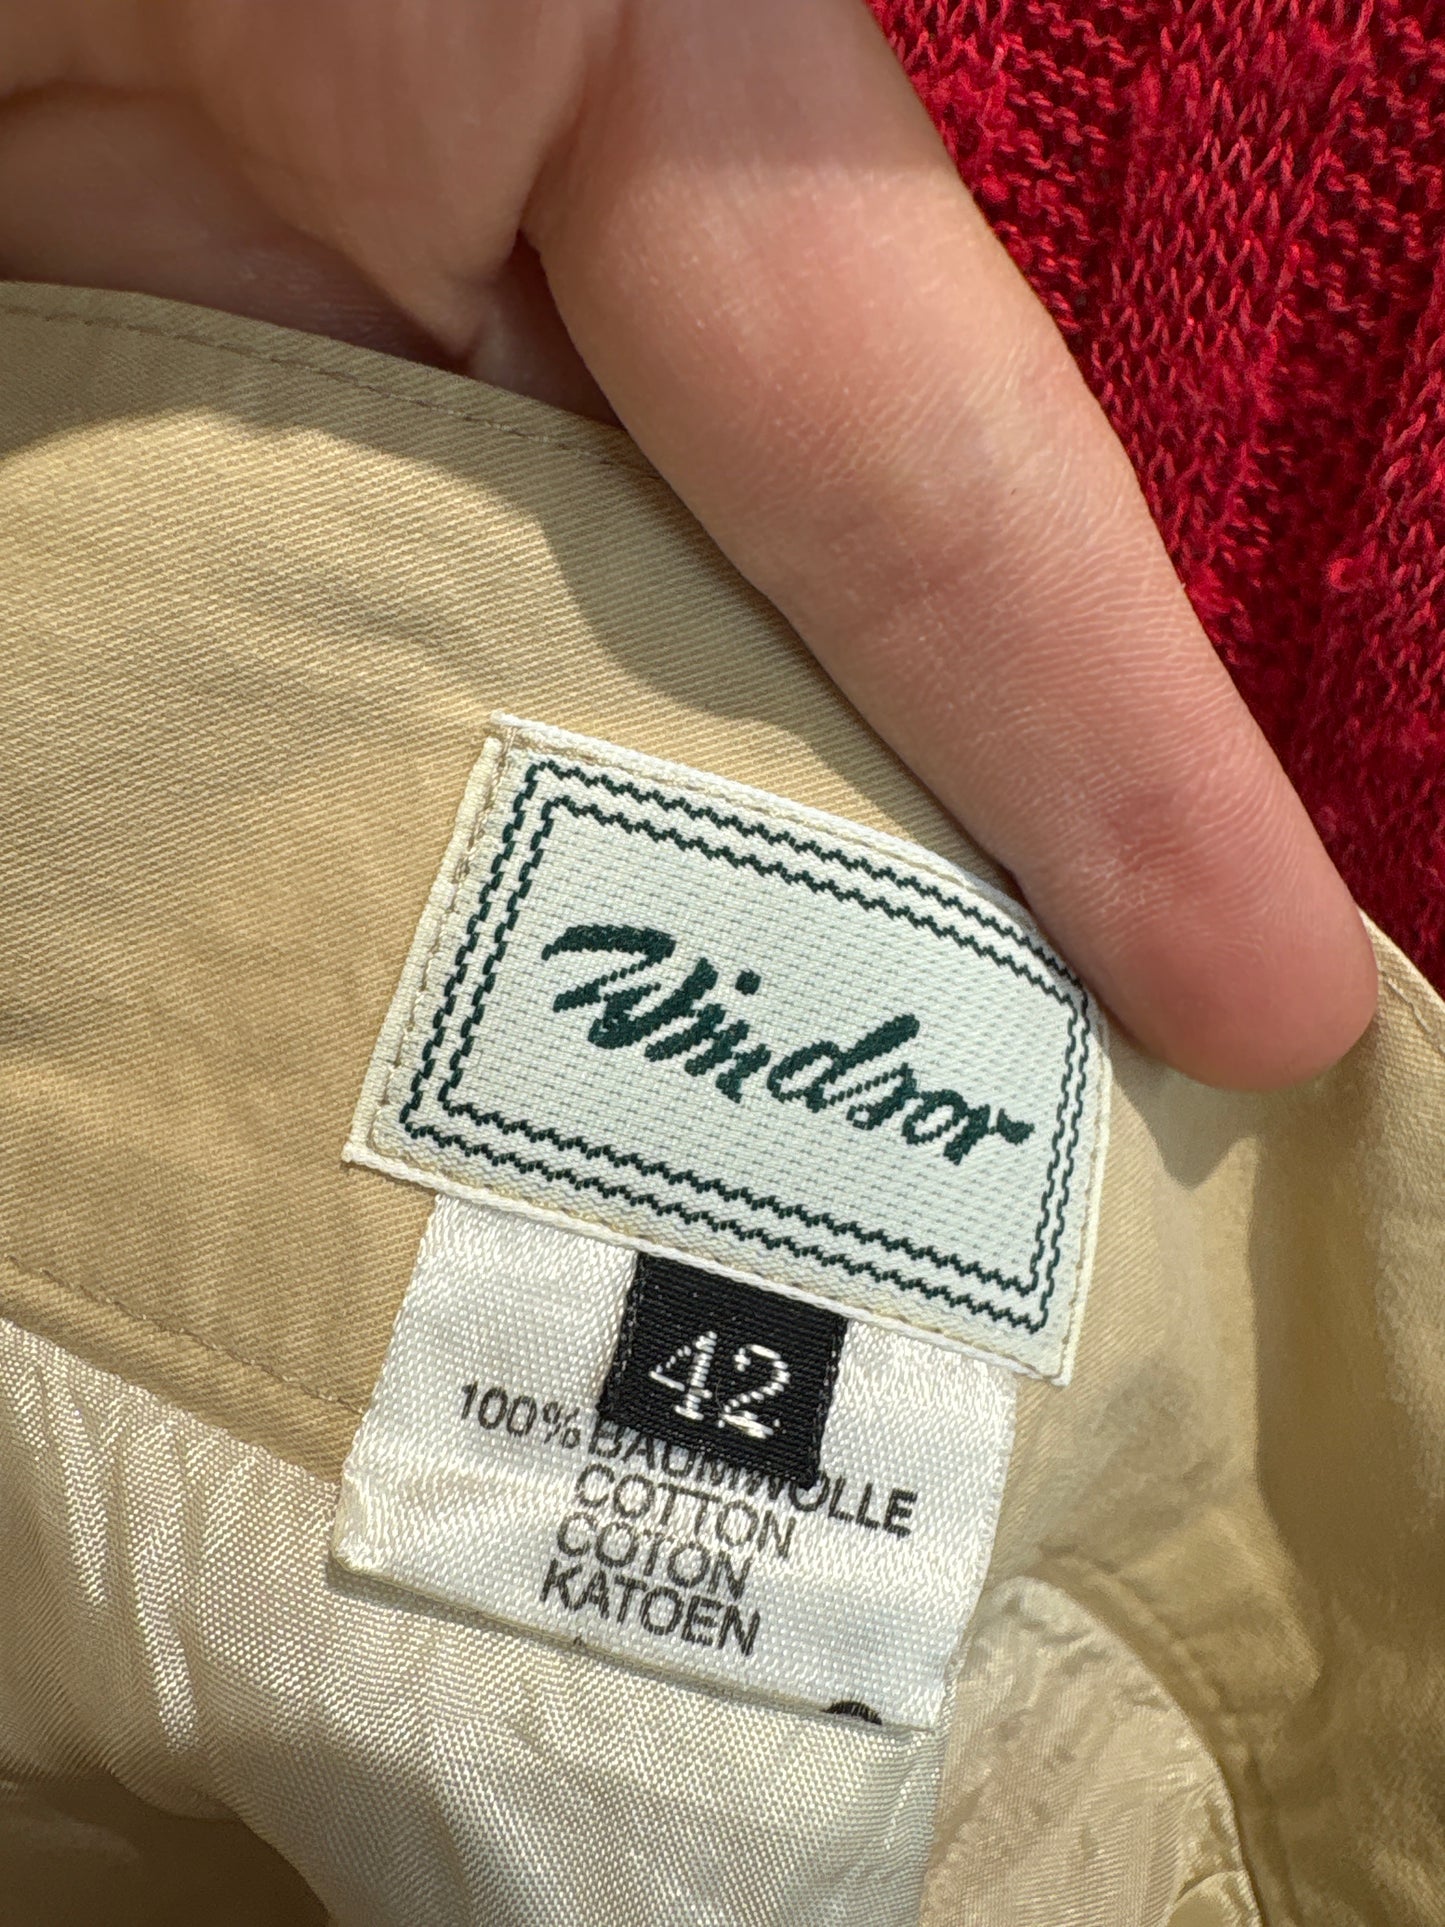 Windsor
42
100% BAUMWOLLE
COTTON
COTON
KATOEN